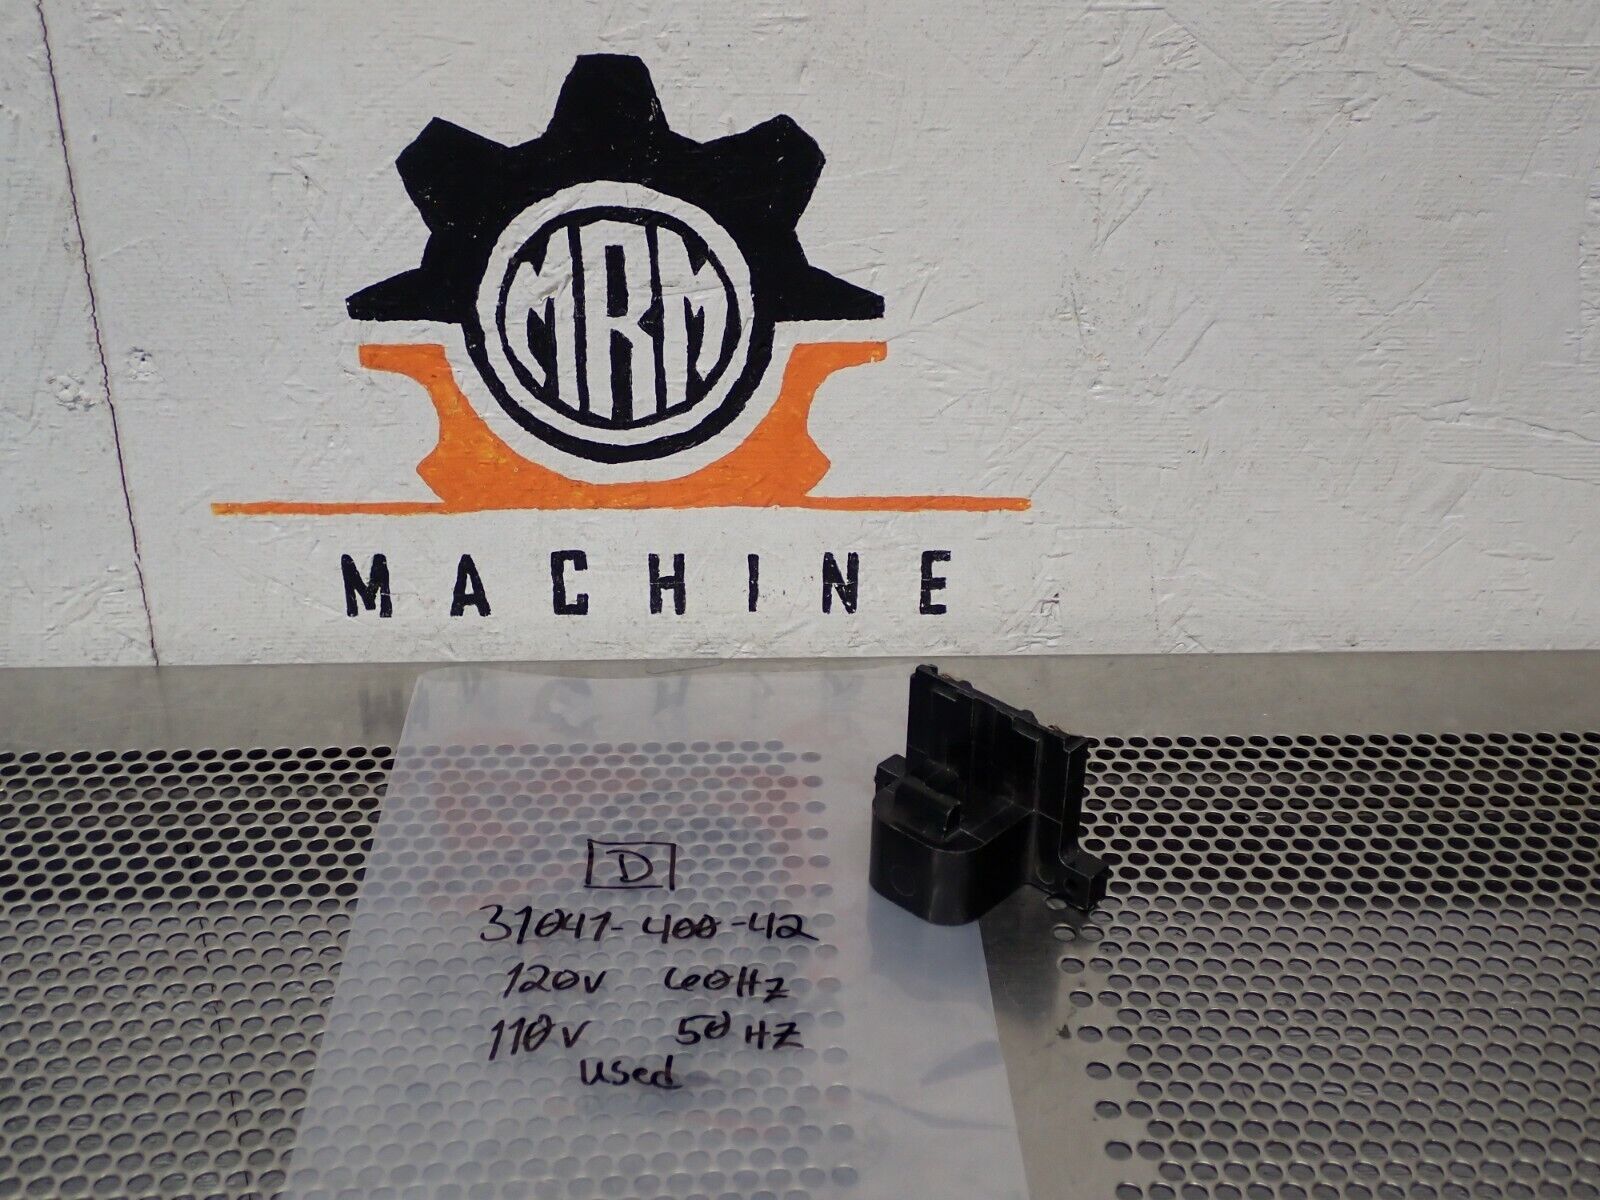 MRM
MACHINE
D
31041-400-42
120V 60HZ
110V 50HZ
used